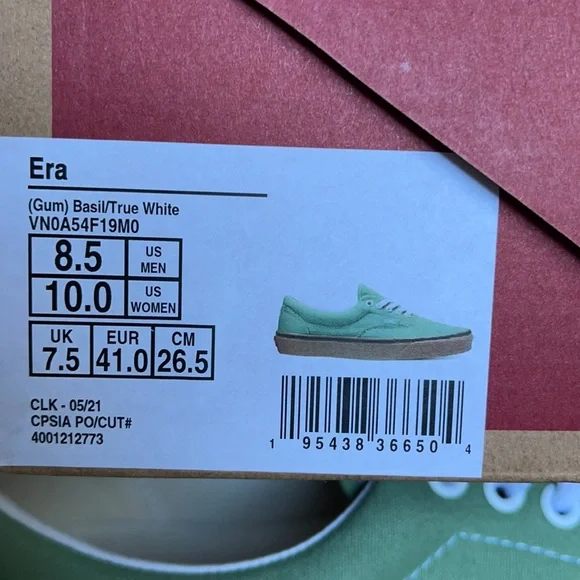 Era
(Gum) Basil/True White
VN0A54F19M0
8.5 US MEN
10.0 US WOMEN
UK EUR CM
7.5 41.0 26.5
CLK - 05/21
CPSIA PO/CUT#
4001212773
1 95438 36650 4